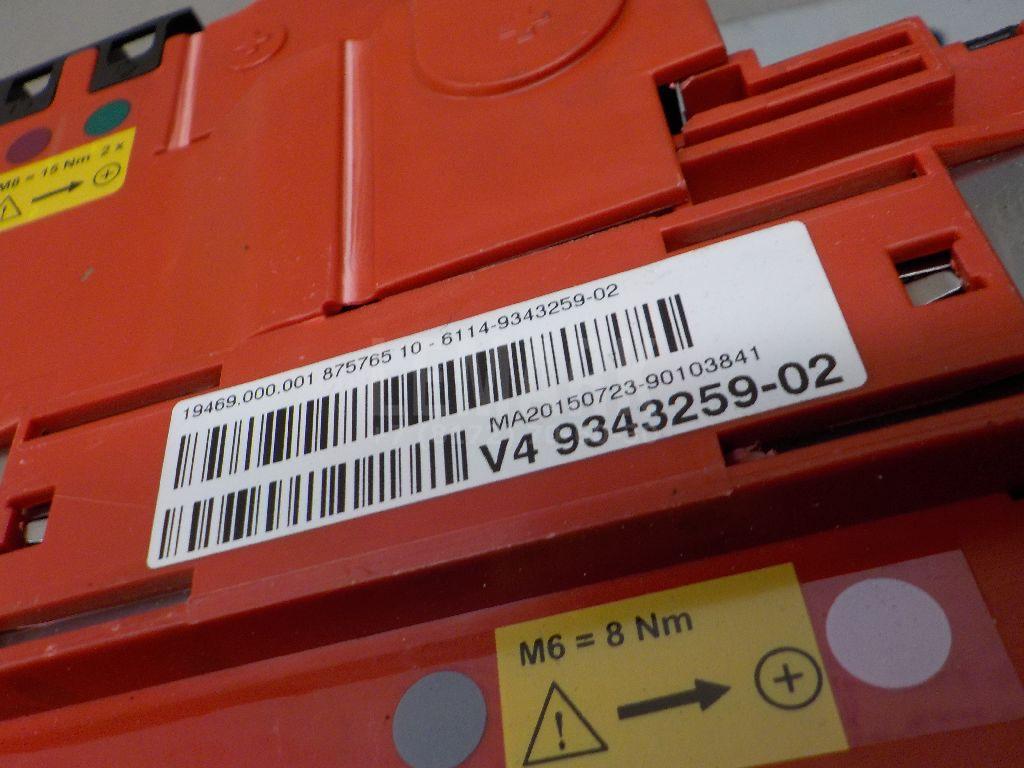 M8 = 15 Nm 2 x
19469.000.001 875765 10 - 6114-9343259-02
MA20150723-90103841
V4 9343259-02
M6 = 8 Nm